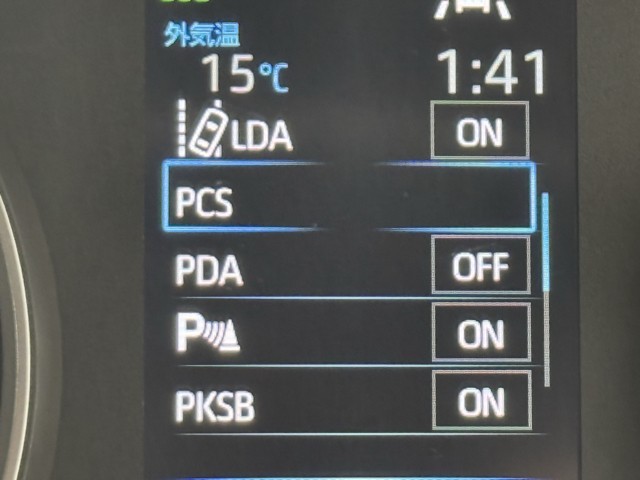 外気温
15℃ 1:41
LDA ON
PCS
PDA OFF
P ON
PKSB ON